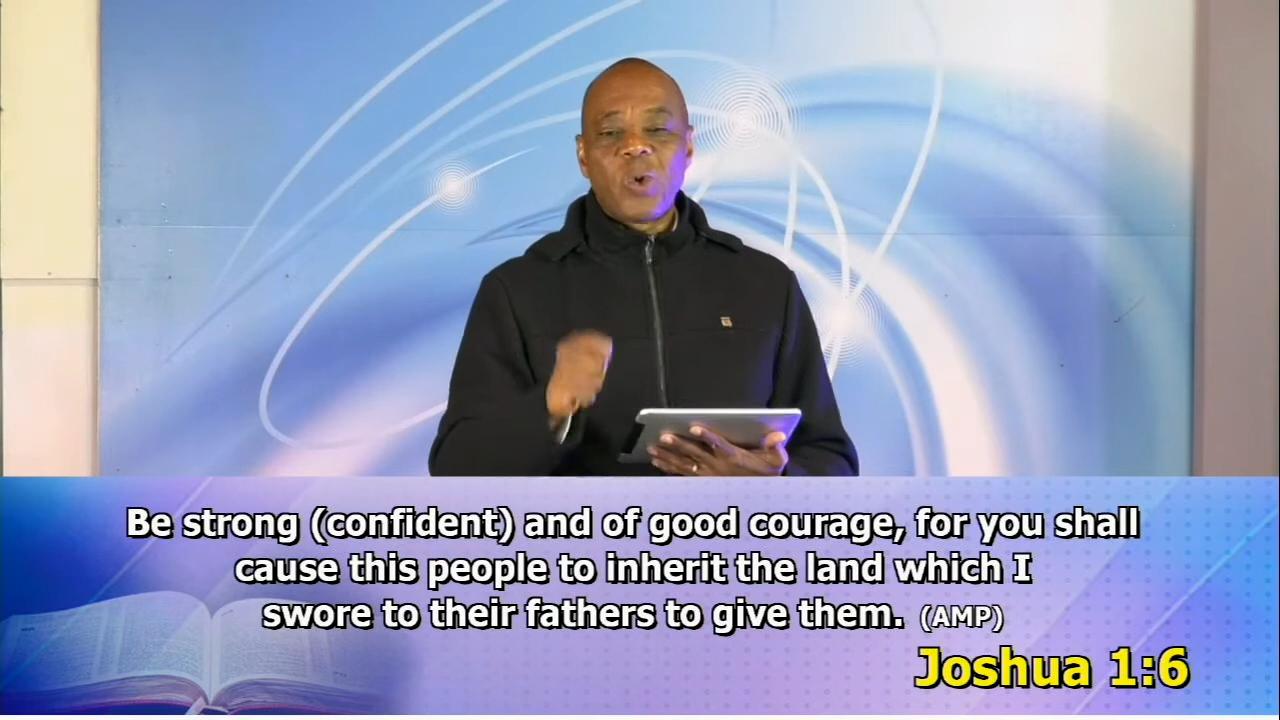 Be strong (confident) and of good courage, for you shall
cause this people to inherit the land which I
swore to their fathers to give them. (AMP)
Joshua 1:6